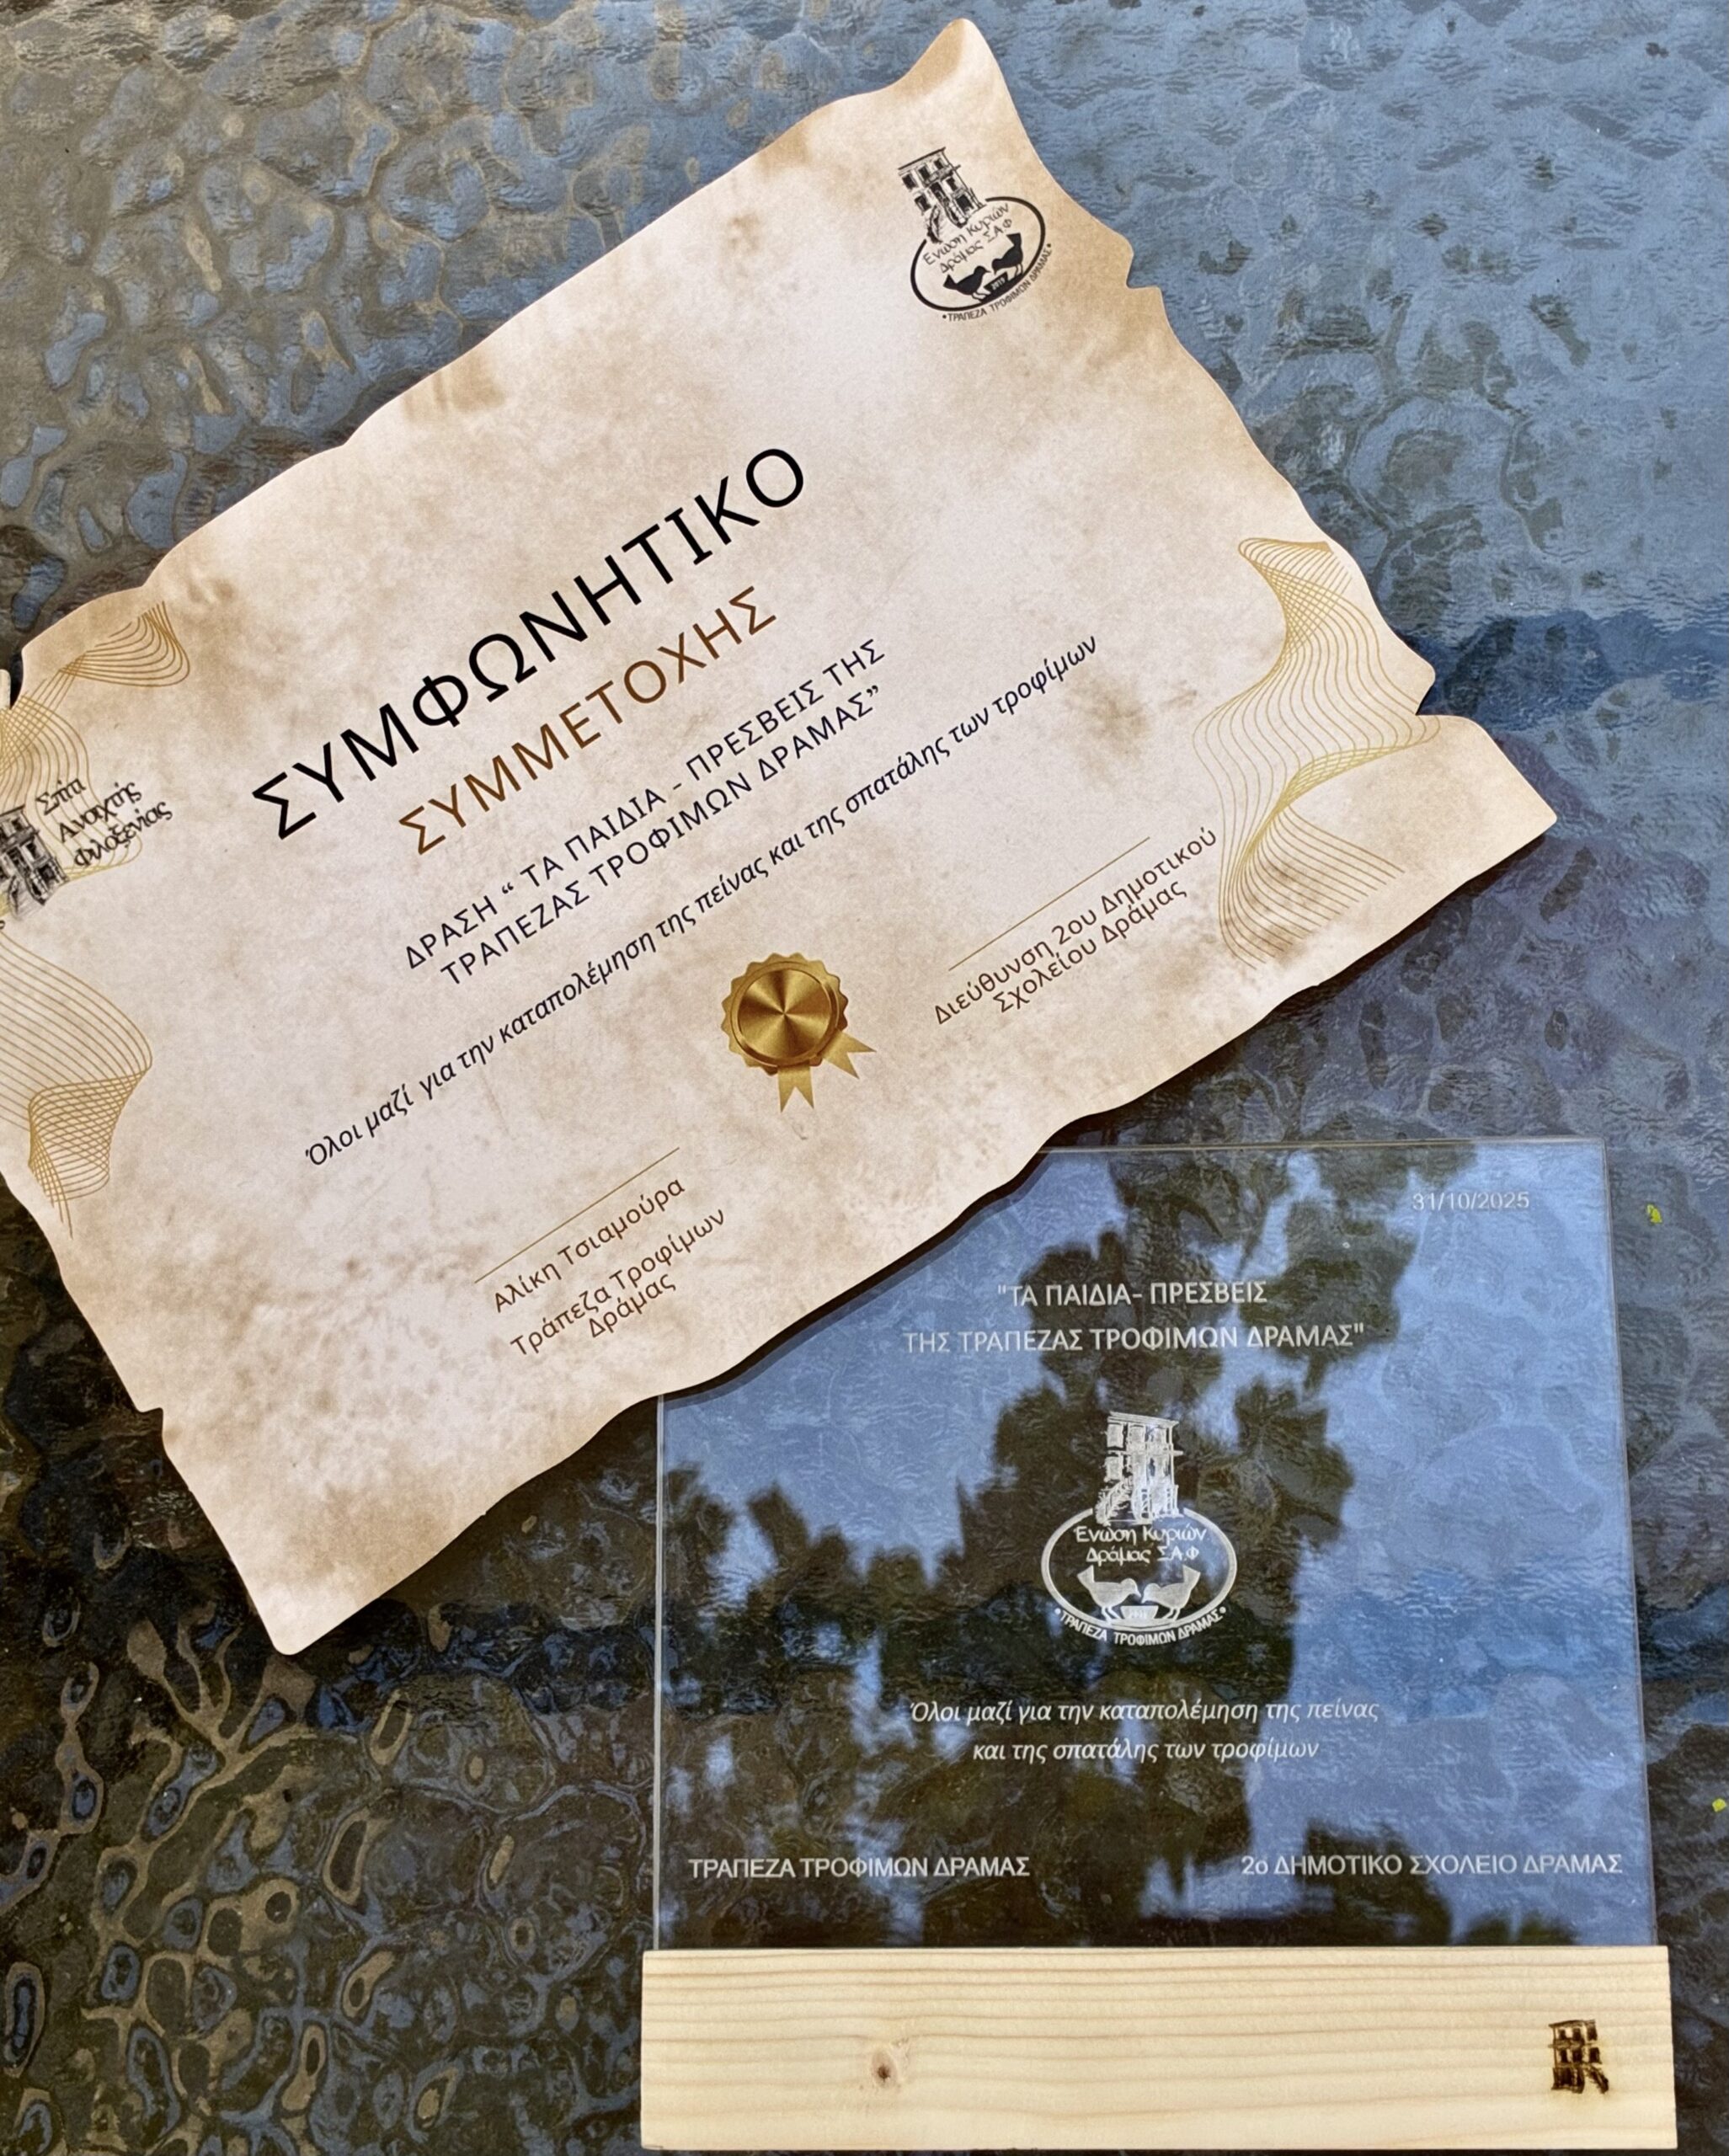 Ένωση Κυριών
Δράμας Σ.Α.Φ
2019
•ΤΡΑΠΕΖΑ ΤΡΟΦΙΜΩΝ ΔΡΑΜΑΣ•
ΣΥΜΦΩΝΗΤΙΚΟ
ΣΥΜΜΕΤΟΧΗΣ
ΔΡΑΣΗ “ ΤΑ ΠΑΙΔΙΑ - ΠΡΕΣΒΕΙΣ ΤΗΣ
ΤΡΑΠΕΖΑΣ ΤΡΟΦΙΜΩΝ ΔΡΑΜΑΣ”
Όλοι μαζί για την καταπολέμηση της πείνας και της σπατάλης των τροφίμων
Σπίτι
Ανοιχτής
Φιλοξενίας
Αλίκη Τσιαμούρα
Τράπεζα Τροφίμων
Δράμας
Διεύθυνση 2ου Δημοτικού
Σχολείου Δράμας
31/10/2025
"ΤΑ ΠΑΙΔΙΑ- ΠΡΕΣΒΕΙΣ
ΤΗΣ ΤΡΑΠΕΖΑΣ ΤΡΟΦΙΜΩΝ ΔΡΑΜΑΣ"
Ένωση Κυριών
Δράμας Σ.Α.Φ
2019
•ΤΡΑΠΕΖΑ ΤΡΟΦΙΜΩΝ ΔΡΑΜΑΣ•
Όλοι μαζί για την καταπολέμηση της πείνας
και της σπατάλης των τροφίμων
ΤΡΑΠΕΖΑ ΤΡΟΦΙΜΩΝ ΔΡΑΜΑΣ
2ο ΔΗΜΟΤΙΚΟ ΣΧΟΛΕΙΟ ΔΡΑΜΑΣ